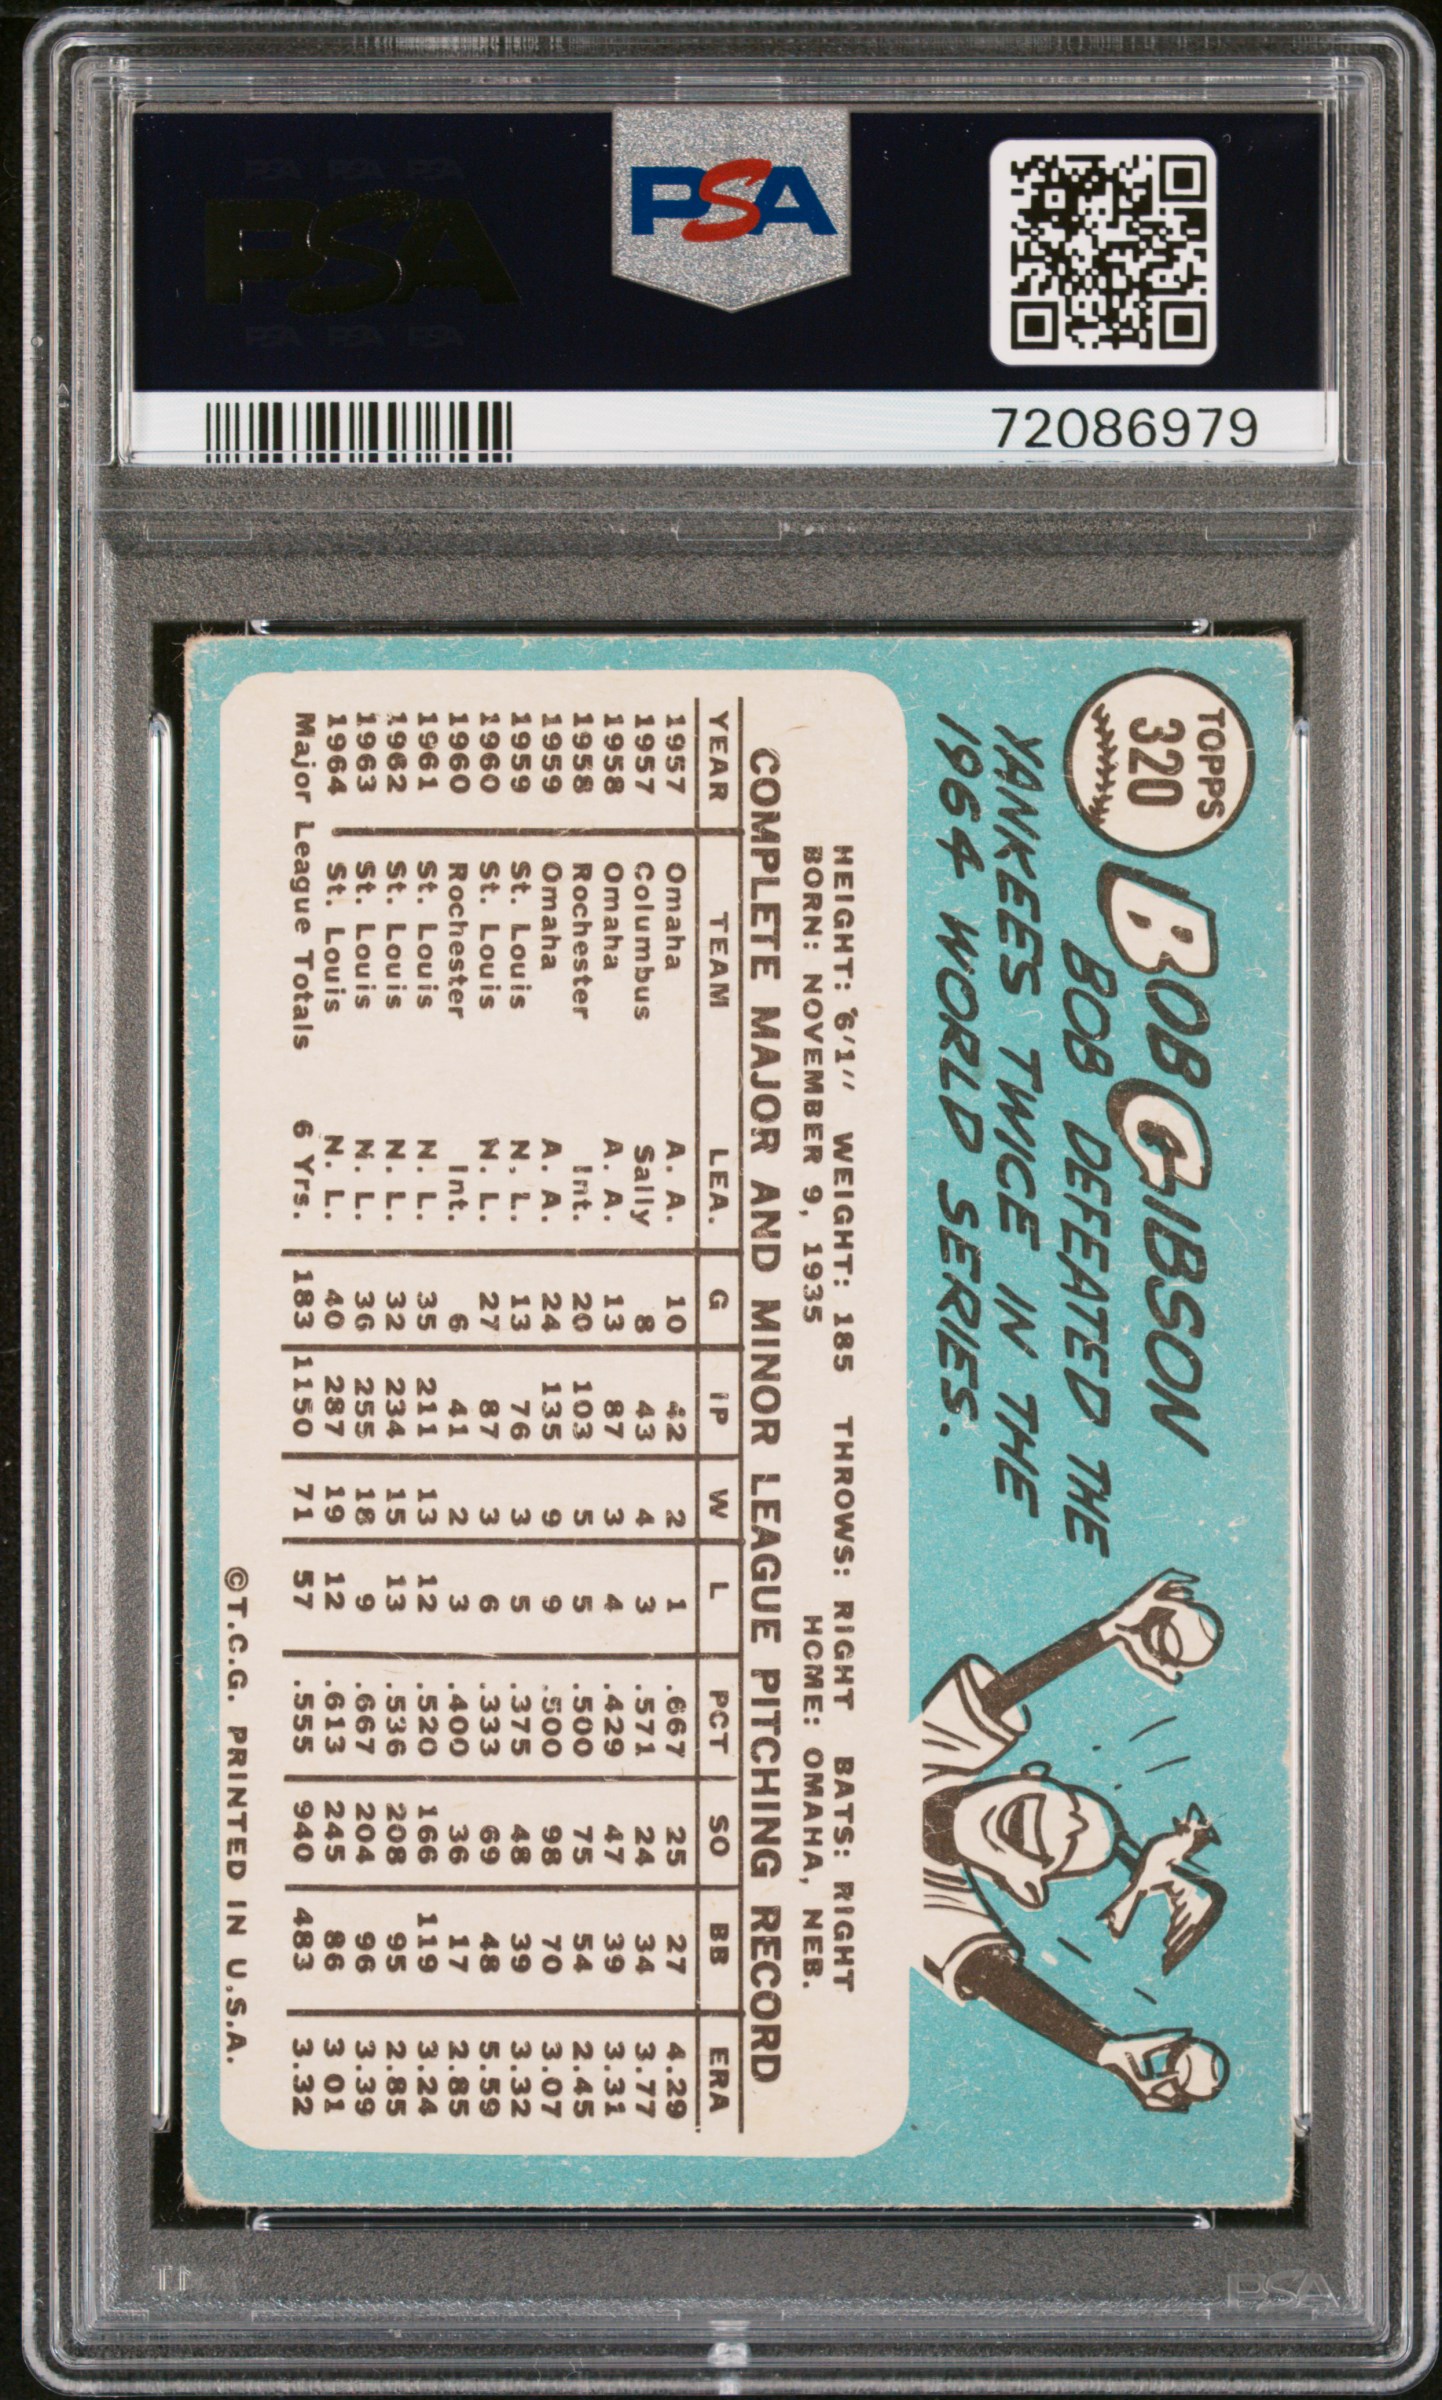 PSA PSA PSA
PSA
PSA PSA PSA
PSA
72086979
TOPPS
320
BOB GIBSON
BOB DEFEATED THE
YANKEES TWICE IN THE
1964 WORLD SERIES.
HEIGHT: 6'1" WEIGHT: 185 THROWS: RIGHT BATS: RIGHT
BORN: NOVEMBER 9, 1935 HOME: OMAHA, NEB.
COMPLETE MAJOR AND MINOR LEAGUE PITCHING RECORD
YEAR TEAM LEA. G IP W L PCT SO BB ERA
1957 Omaha A. A. 10 42 2 1 .667 25 27 4.29
1957 Columbus Sally 8 43 4 3 .571 24 34 3.77
1958 Omaha A. A. 13 87 3 4 .429 47 39 3.31
1958 Rochester Int. 20 103 5 5 .500 75 54 2.45
1959 Omaha A. A. 24 135 9 9 .500 98 70 3.07
1959 St. Louis N. L. 13 76 3 5 .375 48 39 3.32
1960 St. Louis N. L. 27 87 3 6 .333 69 48 5.59
1960 Rochester Int. 6 41 2 3 .400 36 17 2.85
1961 St. Louis N. L. 35 211 13 12 .520 166 119 3.24
1962 St. Louis N. L. 32 234 15 13 .536 208 95 2.85
1963 St. Louis N. L. 36 255 18 9 .667 204 96 3.39
1964 St. Louis N. L. 40 287 19 12 .613 245 86 3.01
Major League Totals 6 Yrs. 183 1150 71 57 .555 940 483 3.32
©T.C.G. PRINTED IN U.S.A.
PSA